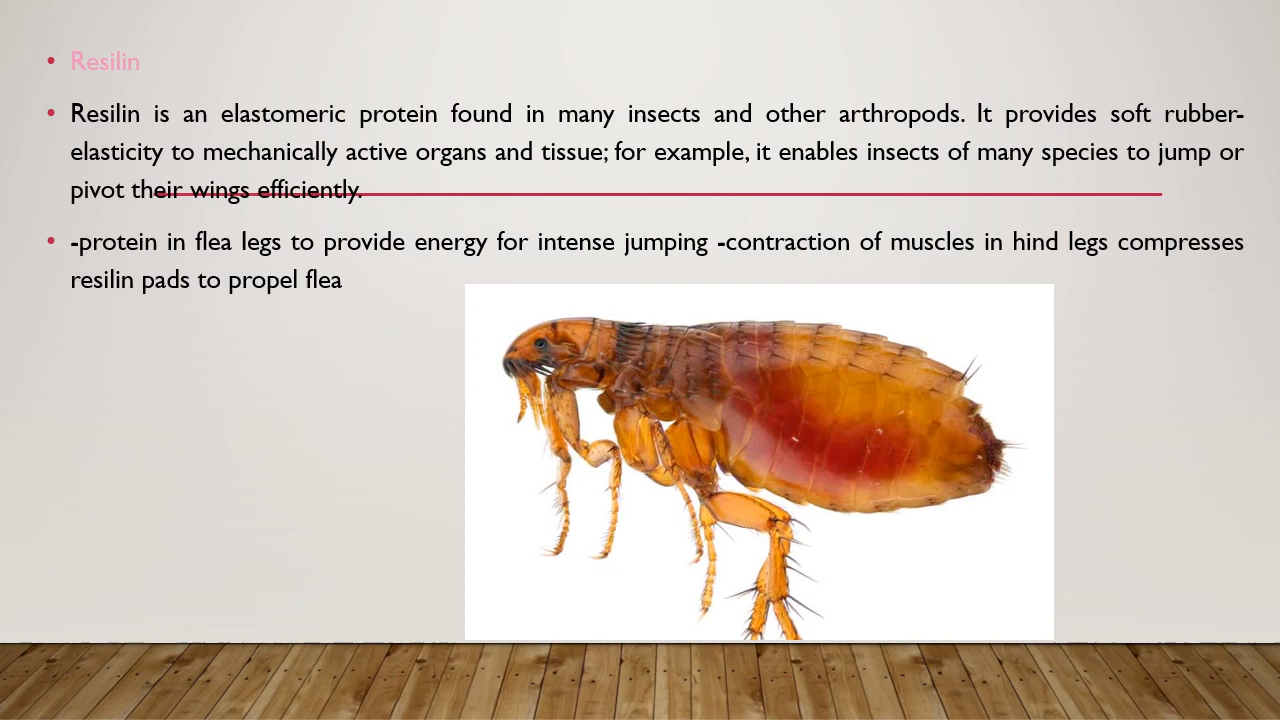 • Resilin
• Resilin is an elastomeric protein found in many insects and other arthropods. It provides soft rubber-
elasticity to mechanically active organs and tissue; for example, it enables insects of many species to jump or
pivot their wings efficiently.
• -protein in flea legs to provide energy for intense jumping -contraction of muscles in hind legs compresses
resilin pads to propel flea